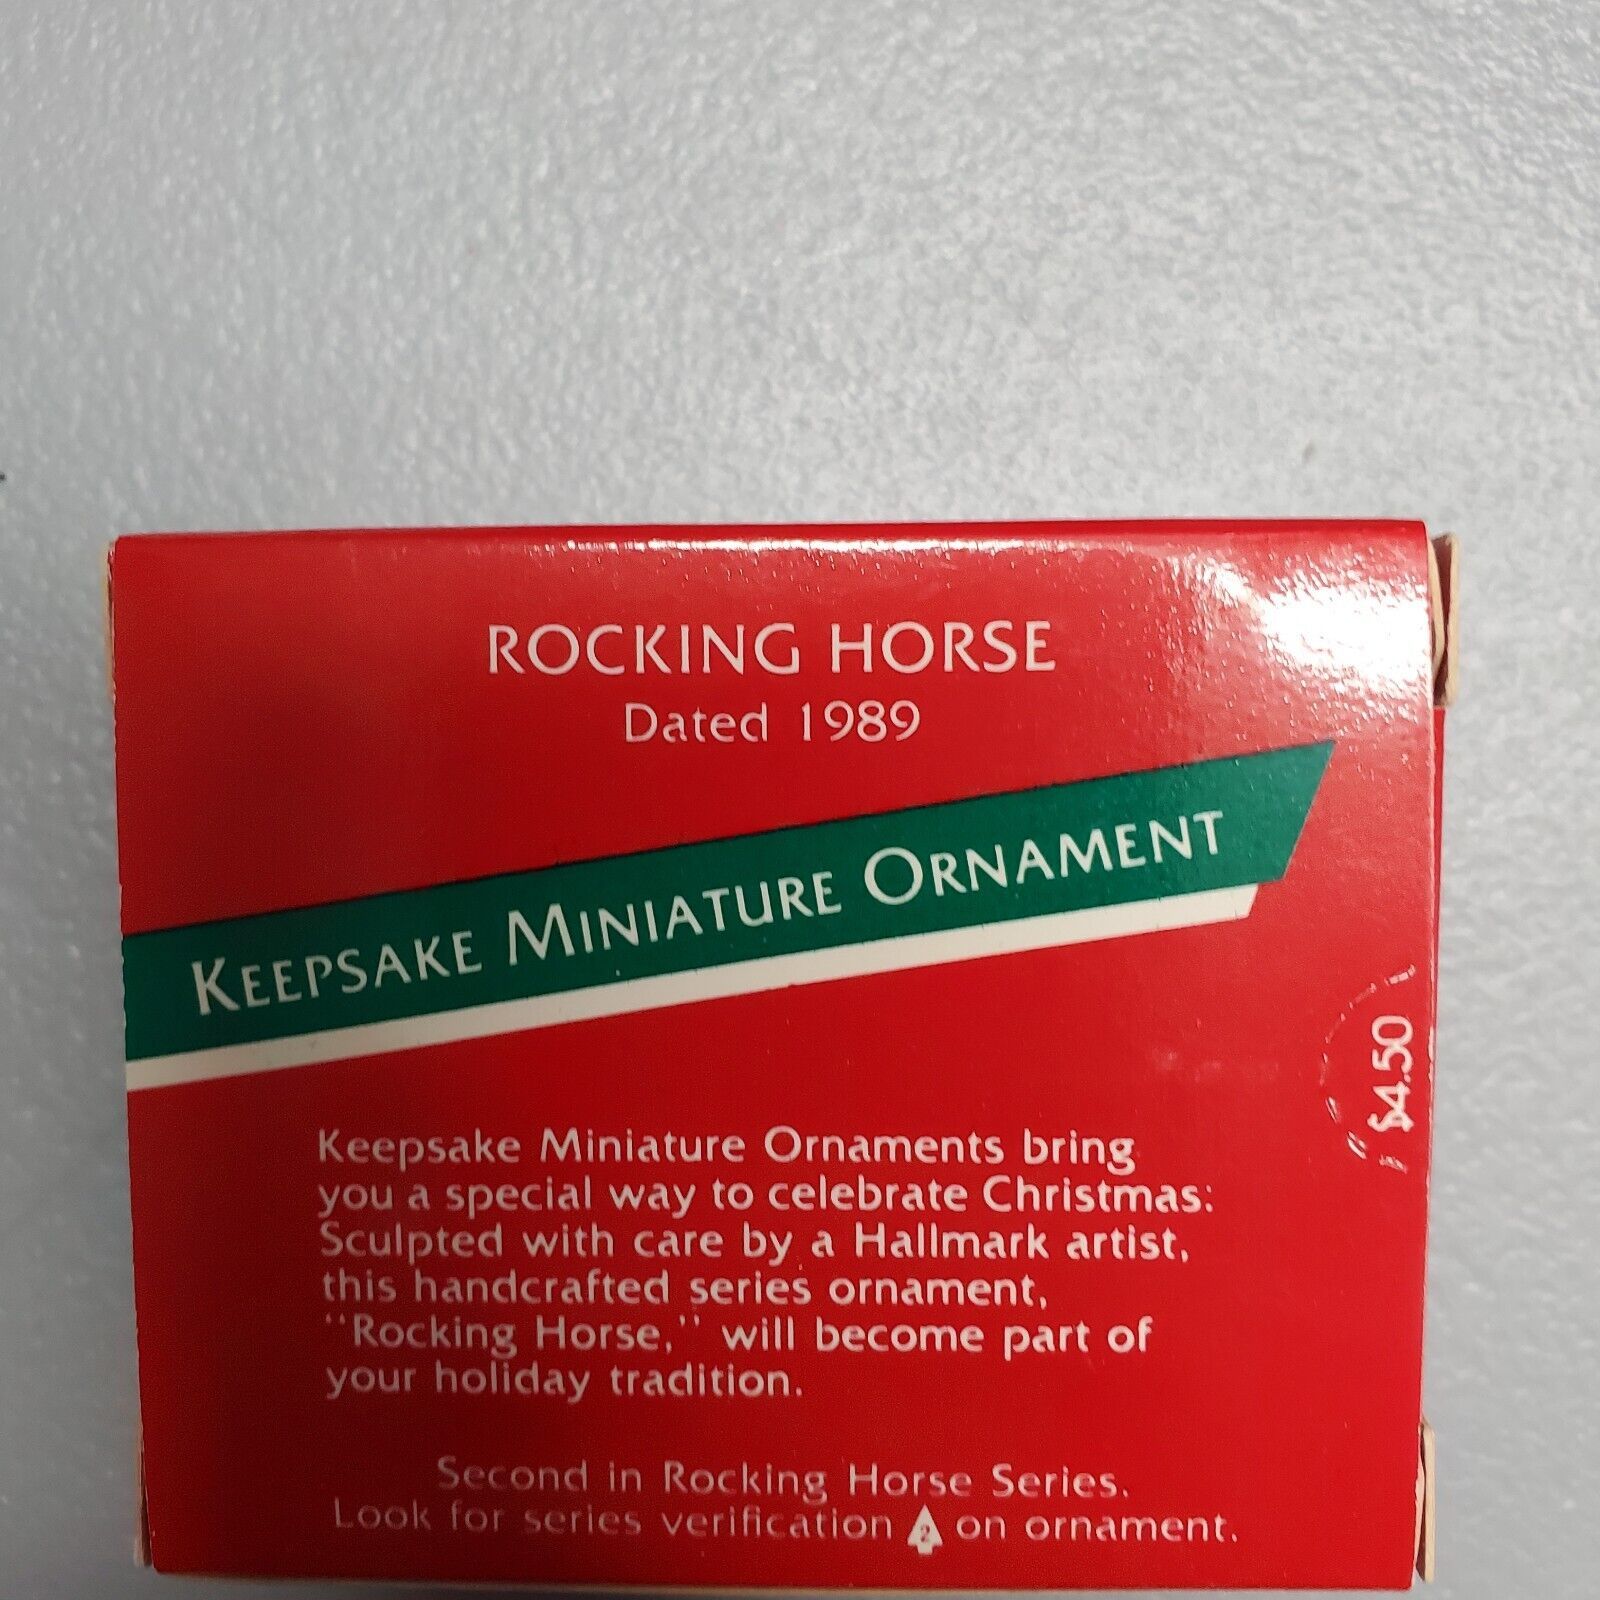 ROCKING HORSE
Dated 1989
KEEPSAKE MINIATURE ORNAMENT
$4.50
Keepsake Miniature Ornaments bring
you a special way to celebrate Christmas:
Sculpted with care by a Hallmark artist,
this handcrafted series ornament,
"Rocking Horse," will become part of
your holiday tradition.
Second in Rocking Horse Series.
Look for series verification 2 on ornament.